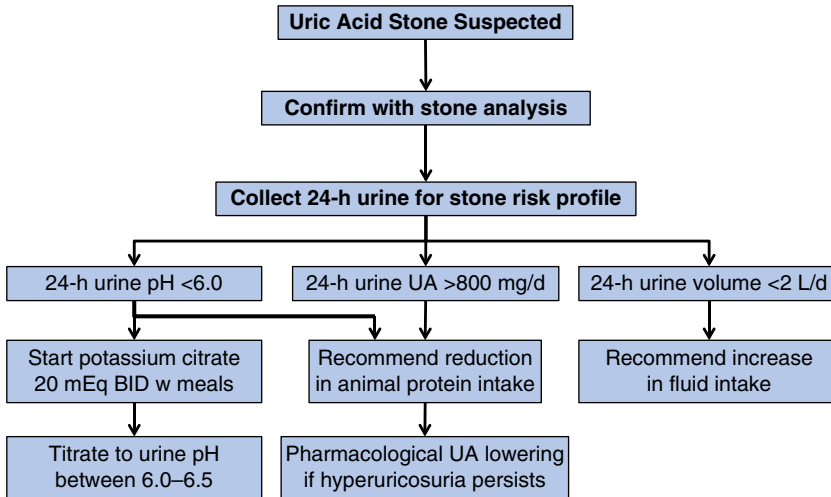 Uric Acid Stone Suspected
Confirm with stone analysis
Collect 24-h urine for stone risk profile
24-h urine pH <6.0
24-h urine UA >800 mg/d
24-h urine volume <2 L/d
Start potassium citrate
20 mEq BID w meals
Recommend reduction
in animal protein intake
Recommend increase
in fluid intake
Titrate to urine pH
between 6.0–6.5
Pharmacological UA lowering
if hyperuricosuria persists